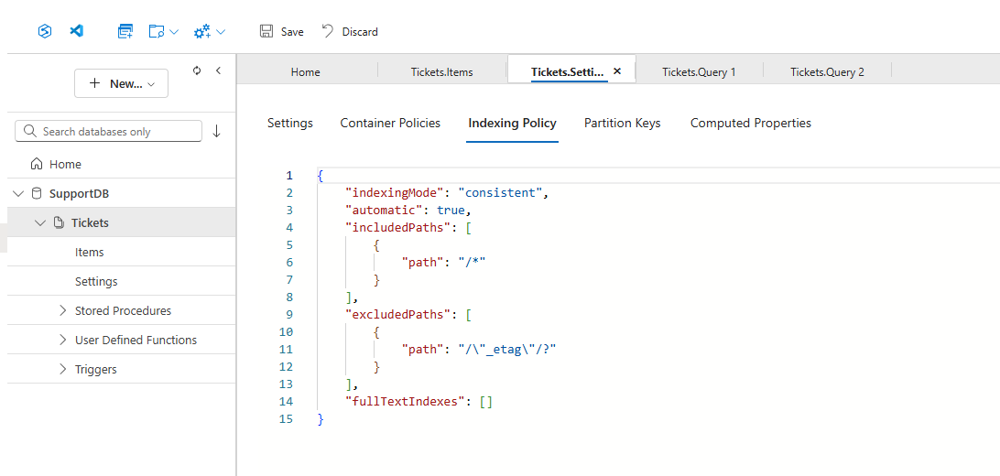 Save Discard
New...
Home Tickets.Items Tickets.Setti... Tickets.Query 1 Tickets.Query 2
Search databases only
Settings Container Policies Indexing Policy Partition Keys Computed Properties
Home
SupportDB
Tickets
Items
Settings
Stored Procedures
User Defined Functions
Triggers
1 {
2 "indexingMode": "consistent",
3 "automatic": true,
4 "includedPaths": [
5 {
6 "path": "/*"
7 }
8 ],
9 "excludedPaths": [
10 {
11 "path": "/\"_etag\"/?"
12 }
13 ],
14 "fullTextIndexes": []
15 }